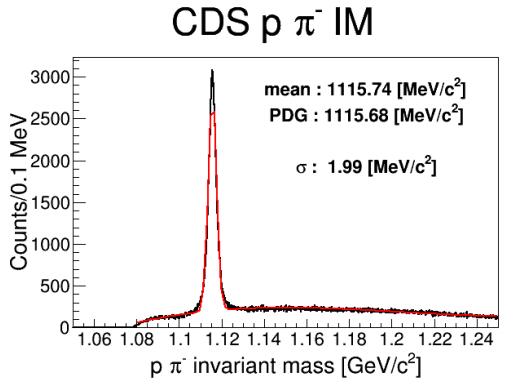 CDS p π⁻ IM
mean : 1115.74 [MeV/c²]
PDG : 1115.68 [MeV/c²]
σ : 1.99 [MeV/c²]
Counts/0.1 MeV
3000
2500
2000
1500
1000
500
0
1.06 1.08 1.1 1.12 1.14 1.16 1.18 1.2 1.22 1.24
p π⁻ invariant mass [GeV/c²]